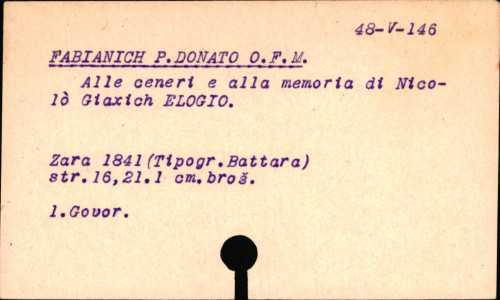 48-V-146
FABIANICH P.DONATO O.F.M.
Alle ceneri e alla memoria di Nico-
lò Giaxich ELOGIO.
Zara 1841(Tipogr.Battara)
str.16,21.1 cm.broš.
1.Govor.